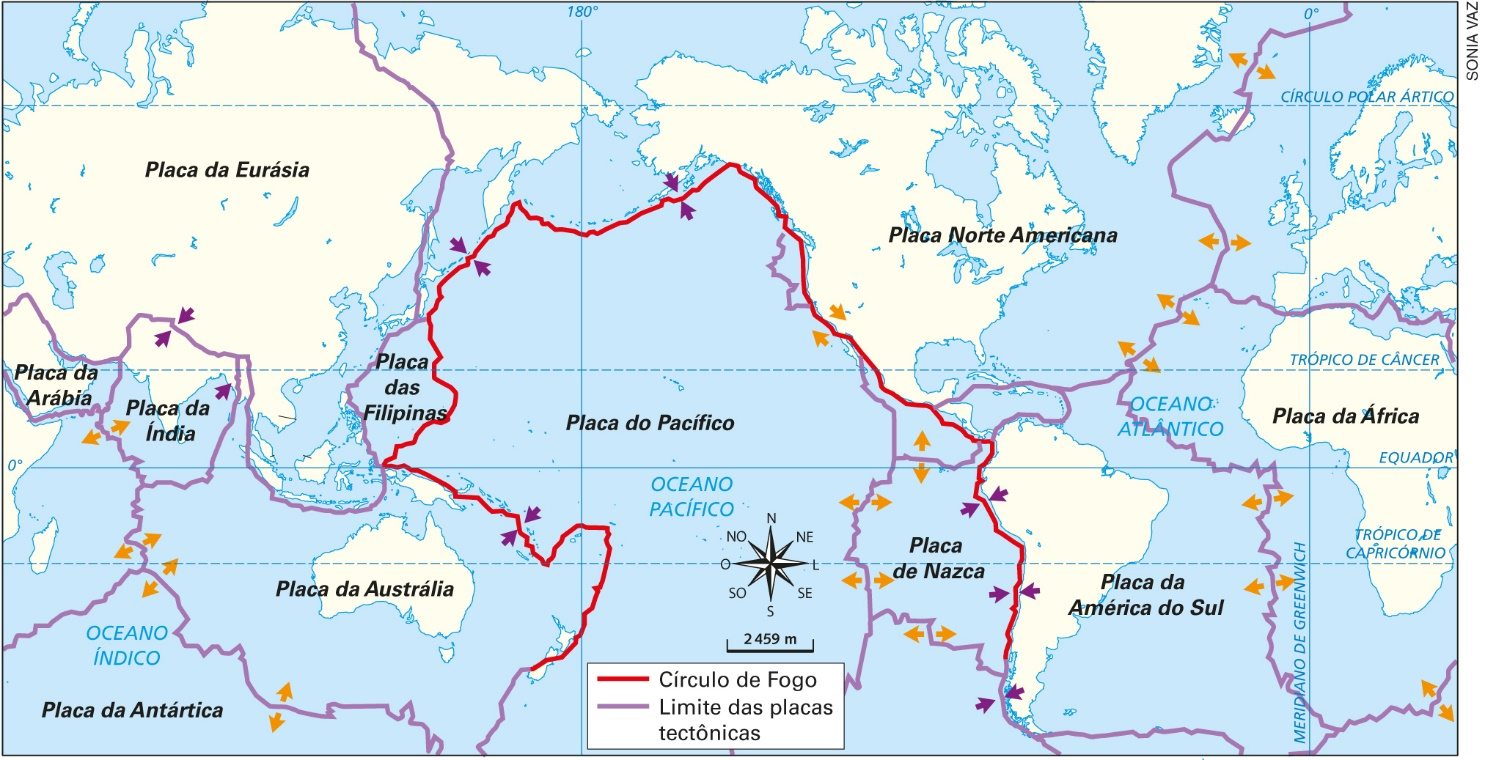 180°
0°
SONIA VAZ
CÍRCULO POLAR ÁRTICO
Placa da Eurásia
Placa Norte Americana
Placa da
Arábia
Placa da
Índia
Placa
das
Filipinas
Placa do Pacífico
OCEANO
ATLÂNTICO
TRÓPICO DE CÂNCER
Placa da África
0°
EQUADOR
OCEANO
PACÍFICO
N
NO
NE
O
L
SO
SE
S
2 459 m
Placa
de Nazca
TRÓPICO DE
CAPRICÓRNIO
Placa da Austrália
Placa da
América do Sul
OCEANO
ÍNDICO
MERIDIANO DE GREENWICH
Placa da Antártica
Círculo de Fogo
Limite das placas
tectônicas